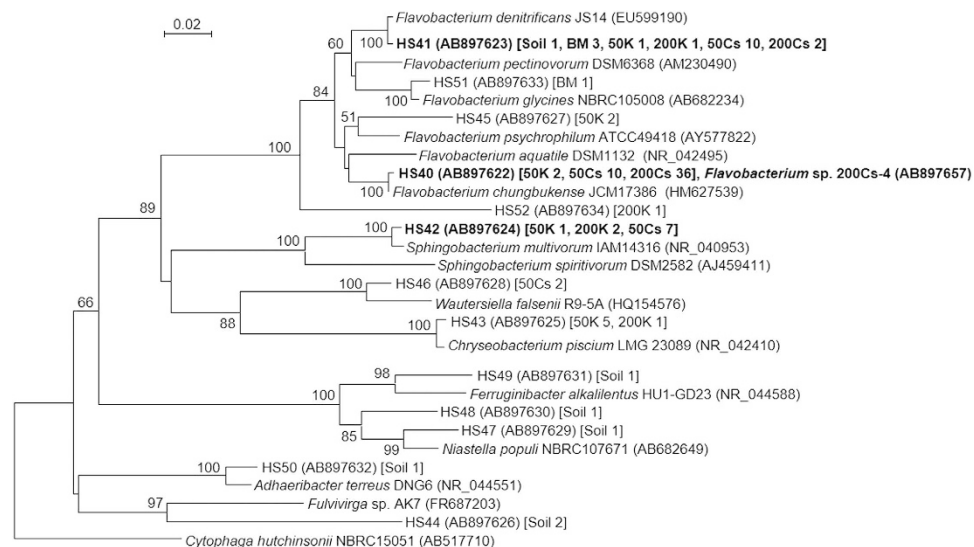 0.02
Flavobacterium denitrificans JS14 (EU599190)
60
100
HS41 (AB897623) [Soil 1, BM 3, 50K 1, 200K 1, 50Cs 10, 200Cs 2]
Flavobacterium pectinovorum DSM6368 (AM230490)
HS51 (AB897633) [BM 1]
84
100
Flavobacterium glycines NBRC105008 (AB682234)
51
HS45 (AB897627) [50K 2]
Flavobacterium psychrophilum ATCC49418 (AY577822)
100
Flavobacterium aquatile DSM1132 (NR_042495)
HS40 (AB897622) [50K 2, 50Cs 10, 200Cs 36], Flavobacterium sp. 200Cs-4 (AB897657)
100
Flavobacterium chungbukense JCM17386 (HM627539)
HS52 (AB897634) [200K 1]
89
100
HS42 (AB897624) [50K 1, 200K 2, 50Cs 7]
100
Sphingobacterium multivorum IAM14316 (NR_040953)
Sphingobacterium spiritivorum DSM2582 (AJ459411)
100
HS46 (AB897628) [50Cs 2]
66
Wautersiella falsenii R9-5A (HQ154576)
88
100
HS43 (AB897625) [50K 5, 200K 1]
Chryseobacterium piscium LMG 23089 (NR_042410)
98
HS49 (AB897631) [Soil 1]
100
Ferruginibacter alkalilentus HU1-GD23 (NR_044588)
HS48 (AB897630) [Soil 1]
85
HS47 (AB897629) [Soil 1]
99
Niastella populi NBRC107671 (AB682649)
100
HS50 (AB897632) [Soil 1]
Adhaeribacter terreus DNG6 (NR_044551)
97
Fulvivirga sp. AK7 (FR687203)
HS44 (AB897626) [Soil 2]
Cytophaga hutchinsonii NBRC15051 (AB517710)